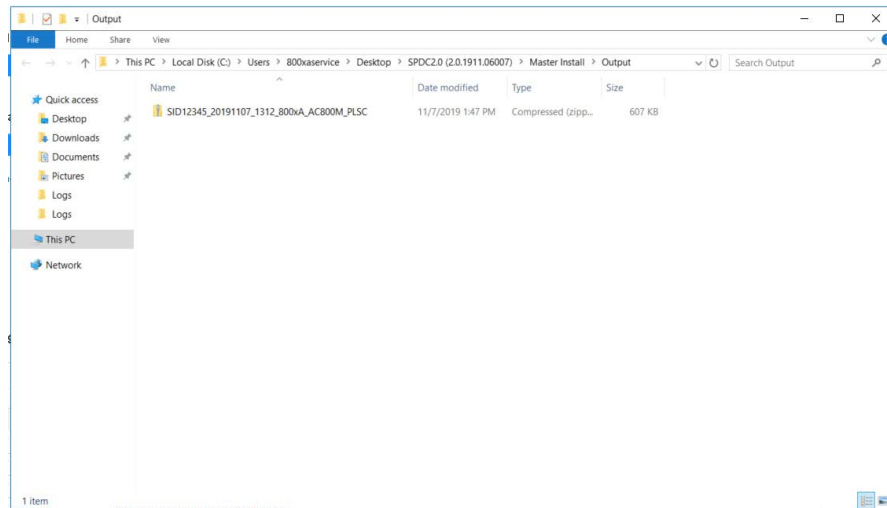 Output
File Home Share View
This PC > Local Disk (C:) > Users > 800xaservice > Desktop > SPDC2.0 (2.0.1911.06007) > Master Install > Output
Search Output
Name Date modified Type Size
Quick access
SID12345_20191107_1312_800xA_AC800M_PLSC 11/7/2019 1:47 PM Compressed (zipp... 607 KB
Desktop
Downloads
Documents
Pictures
Logs
Logs
This PC
Network
1 item